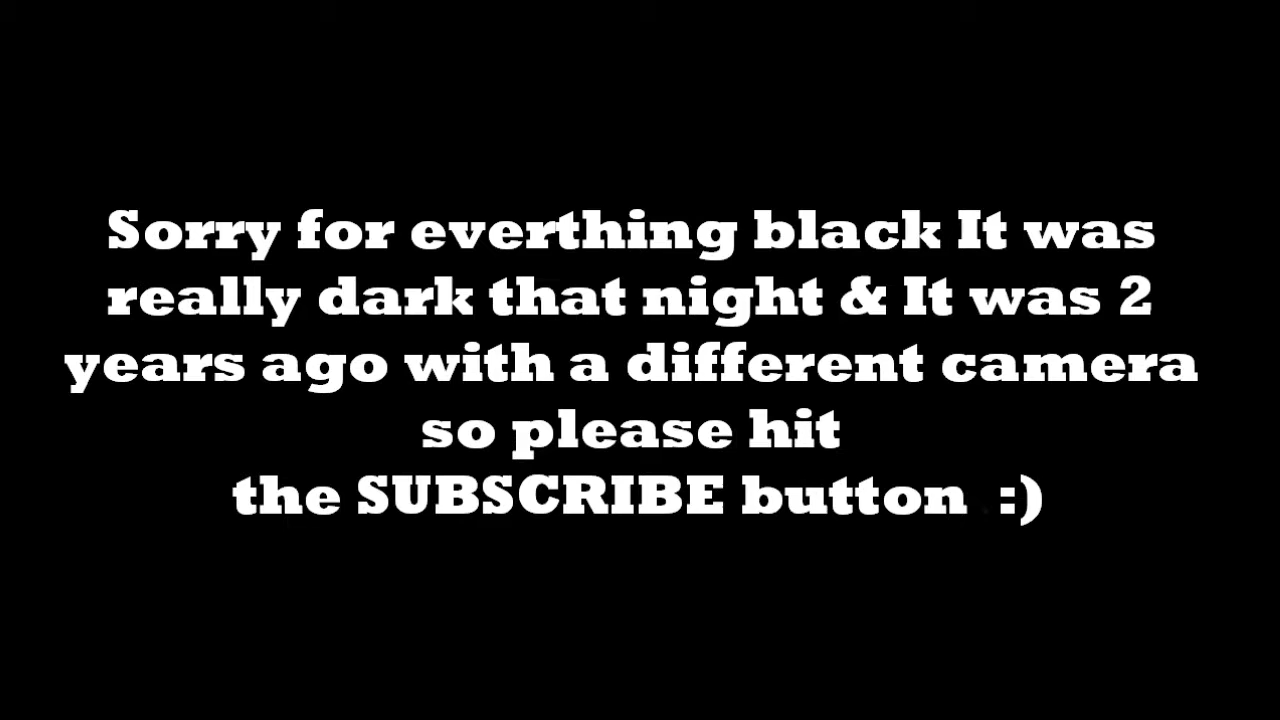 Sorry for everthing black It was
really dark that night & It was 2
years ago with a different camera
so please hit
the SUBSCRIBE button :)